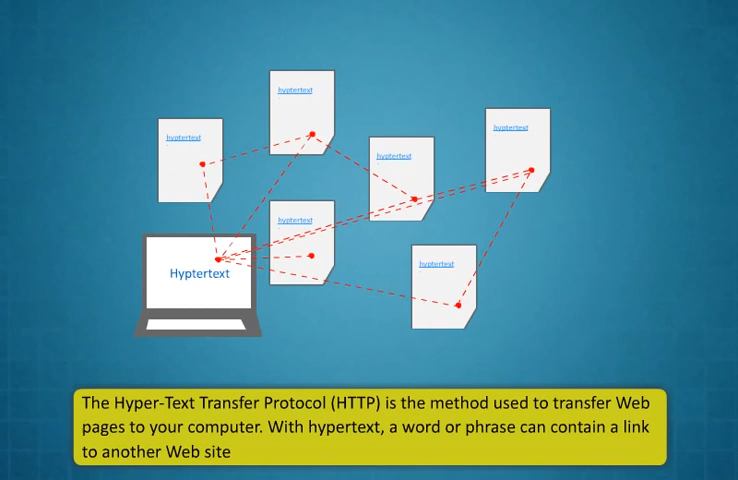 hyptertext
hyptertext
hyptertext
hyptertext
hyptertext
hyptertext
Hyptertext
The Hyper-Text Transfer Protocol (HTTP) is the method used to transfer Web
pages to your computer. With hypertext, a word or phrase can contain a link
to another Web site